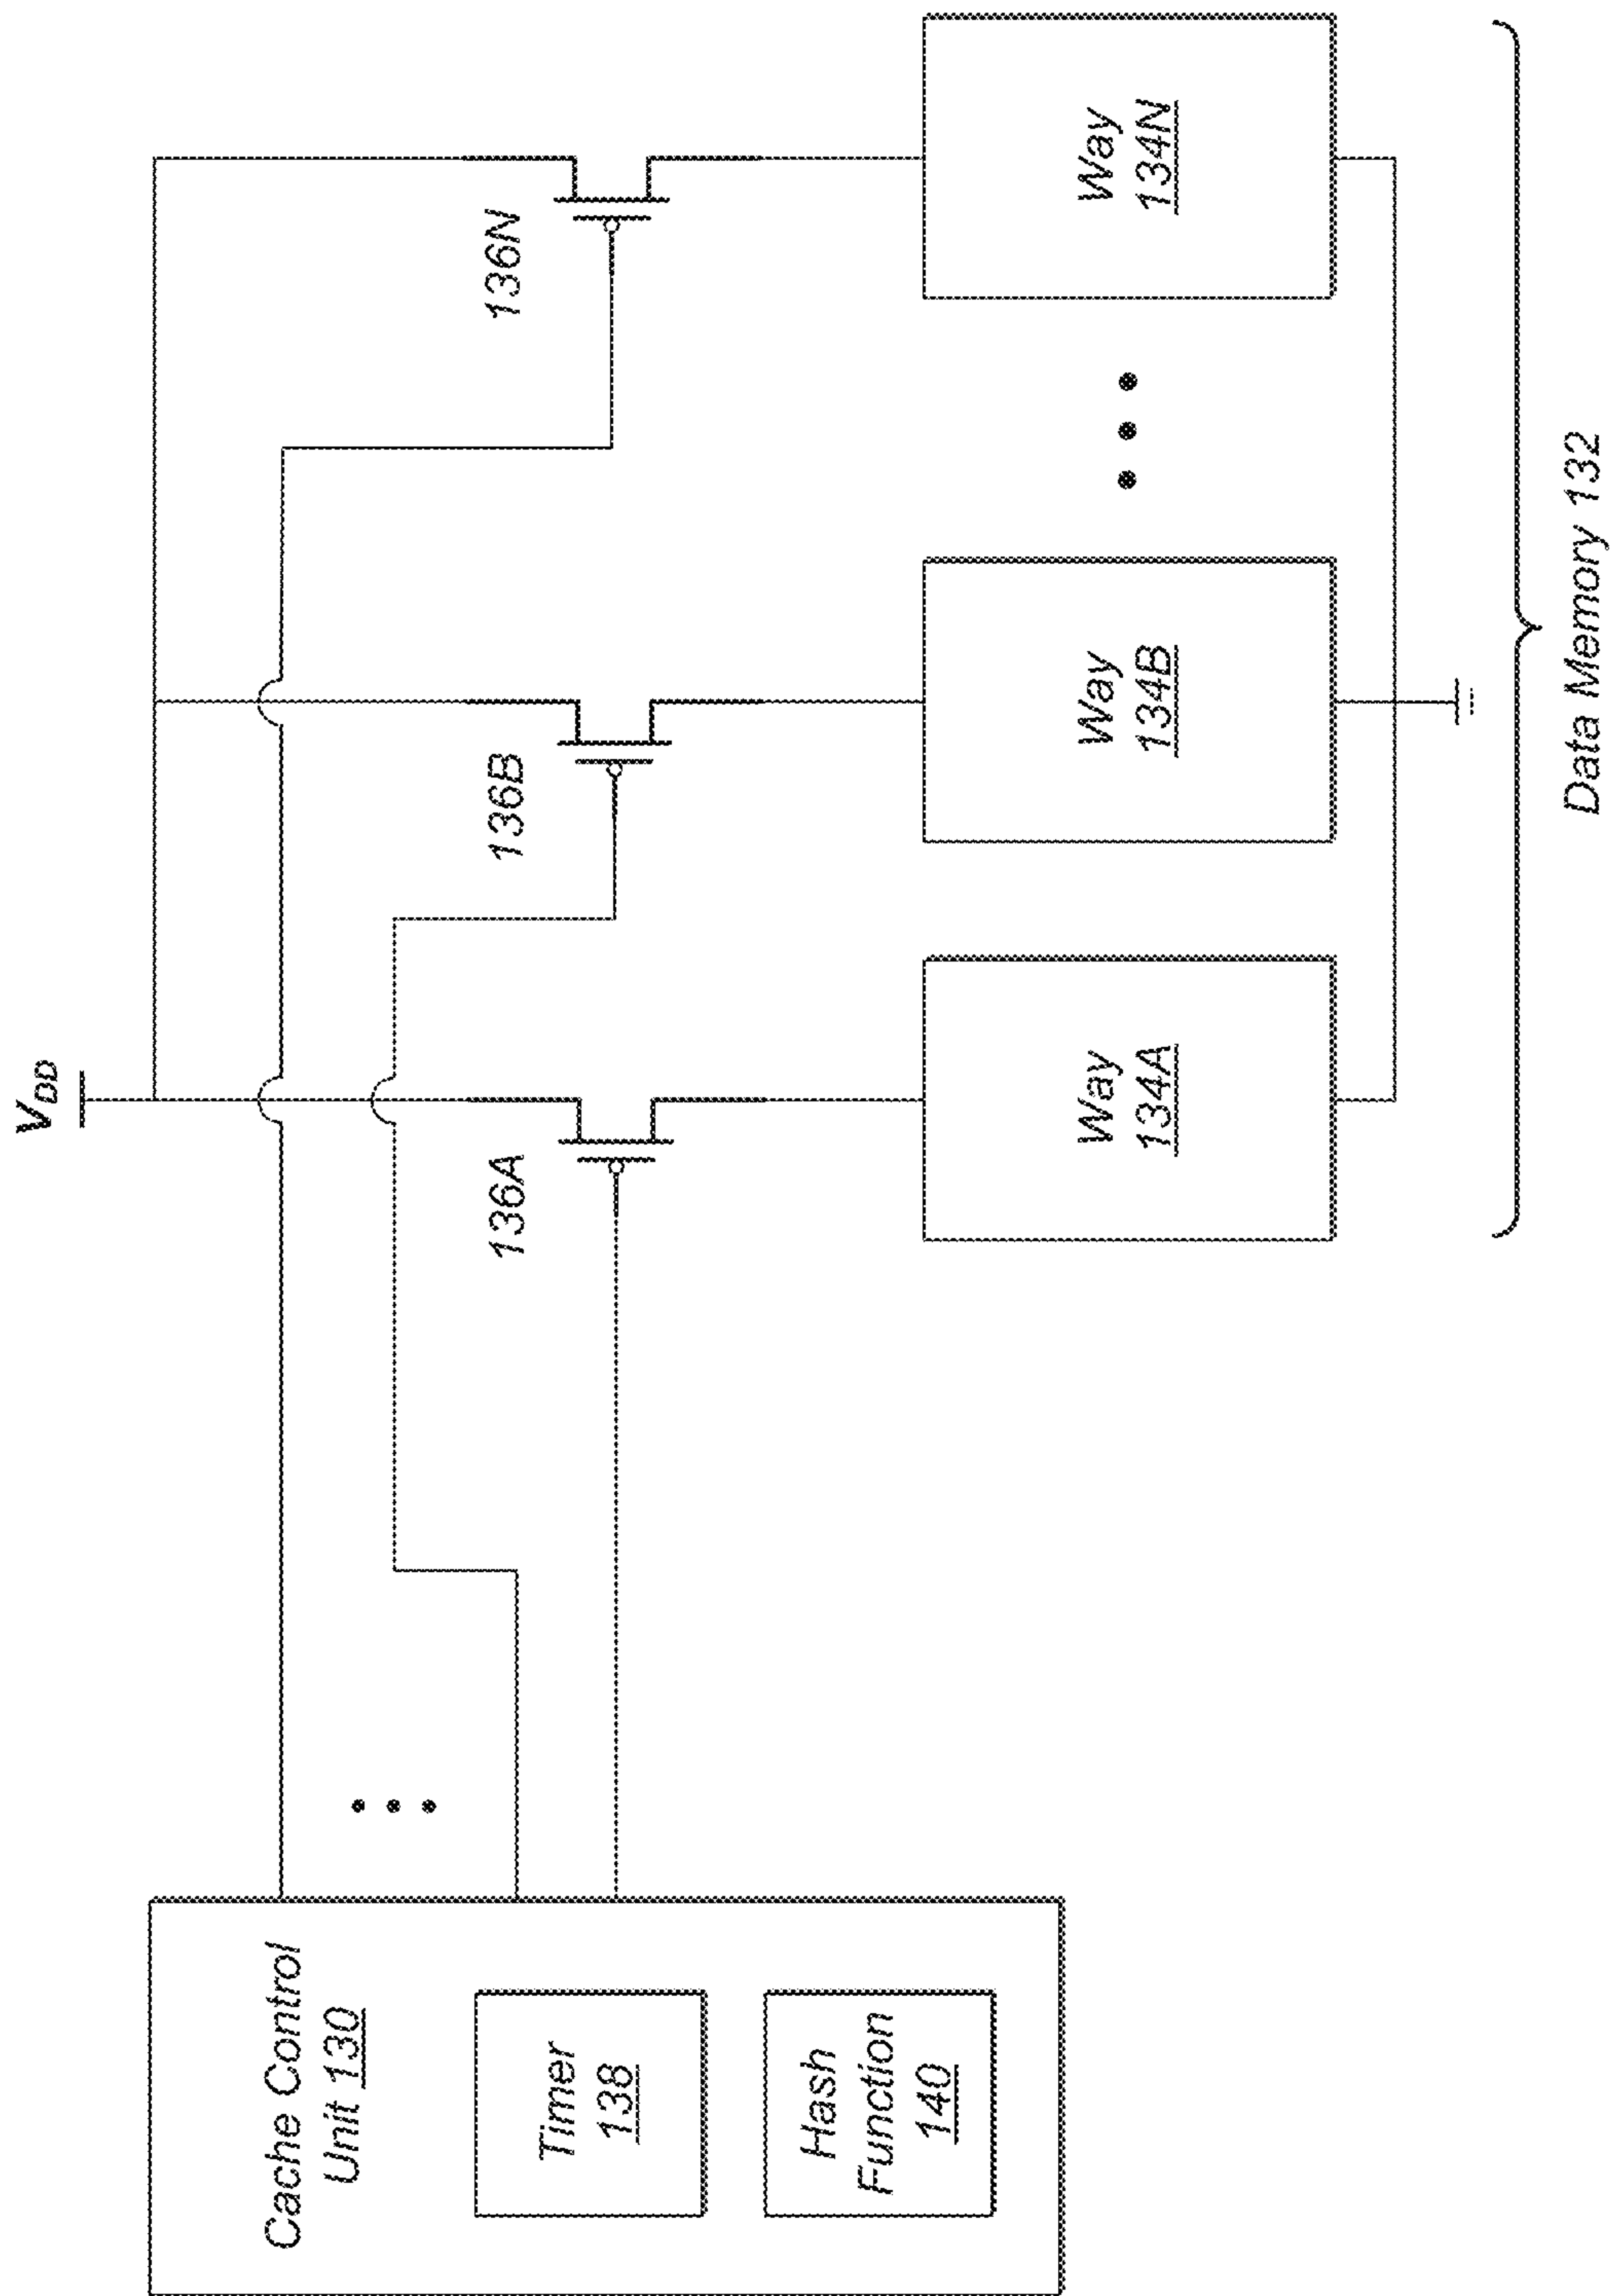 V_DD
136A
136B
136N
Cache Control
Unit 130
Timer
138
Hash
Function
140
Way
134A
Way
134B
Way
134N
Data Memory 132